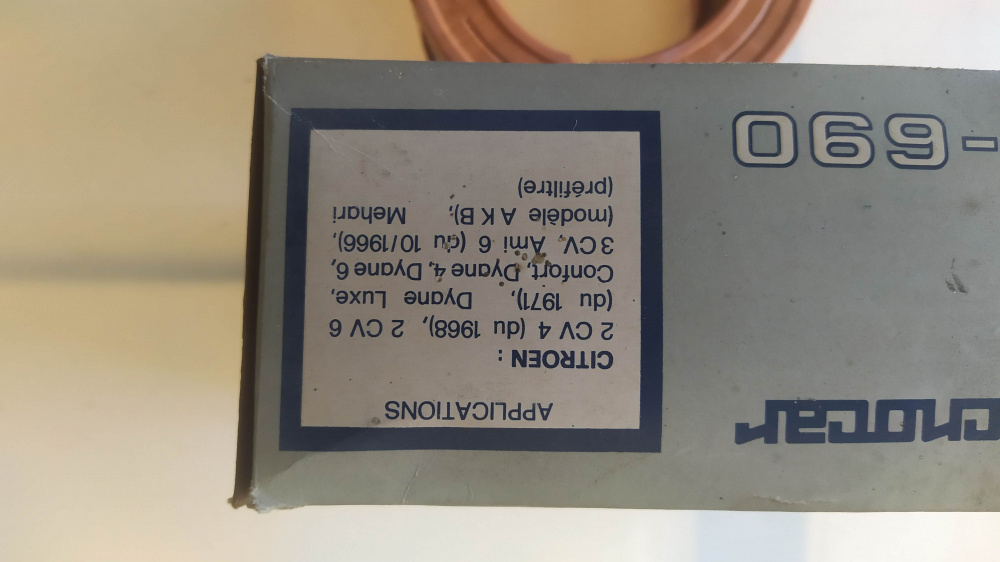 cnocar
-690
APPLICATIONS
CITROEN :
2 CV 4 (du 1968), 2 CV 6
(du 1971), Dyane Luxe,
Confort, Dyane 4, Dyane 6,
3 CV, Ami 6 (du 10/1966),
(modèle A K B), Mehari
(préfiltre)